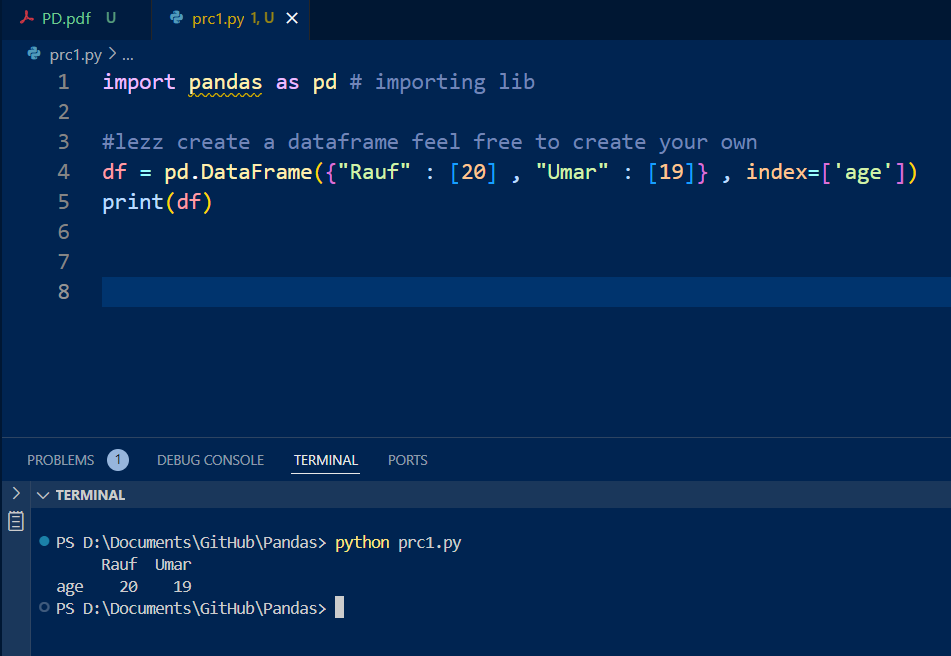 PD.pdf U prc1.py 1, U
prc1.py > ...
1 import pandas as pd # importing lib
2
3 #lezz create a dataframe feel free to create your own
4 df = pd.DataFrame({"Rauf" : [20] , "Umar" : [19]} , index=['age'])
5 print(df)
6
7
8
PROBLEMS 1 DEBUG CONSOLE TERMINAL PORTS
TERMINAL
PS D:\Documents\GitHub\Pandas> python prc1.py
Rauf Umar
age 20 19
PS D:\Documents\GitHub\Pandas>